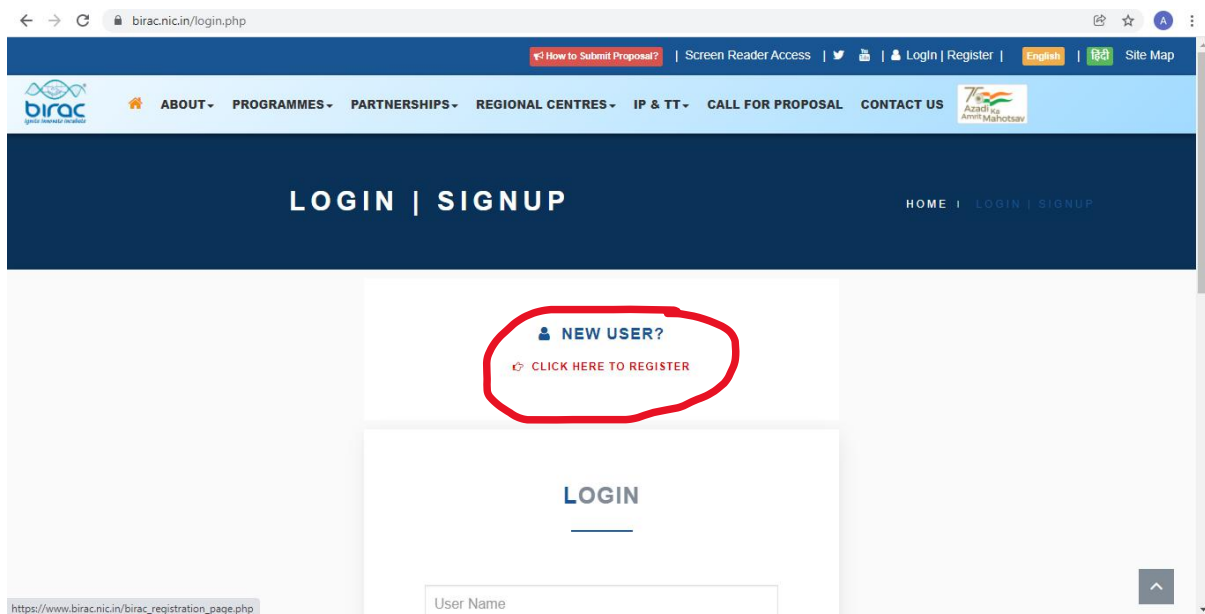 birac.nic.in/login.php
A
How to Submit Proposal? | Screen Reader Access | | LogIn | Register | English | हिंदी Site Map
birac
ABOUT PROGRAMMES PARTNERSHIPS REGIONAL CENTRES IP & TT CALL FOR PROPOSAL CONTACT US
Azadi Ka
Amrit Mahotsav
LOGIN | SIGNUP
HOME | LOGIN | SIGNUP
NEW USER?
CLICK HERE TO REGISTER
LOGIN
User Name
https://www.birac.nic.in/birac_registration_page.php